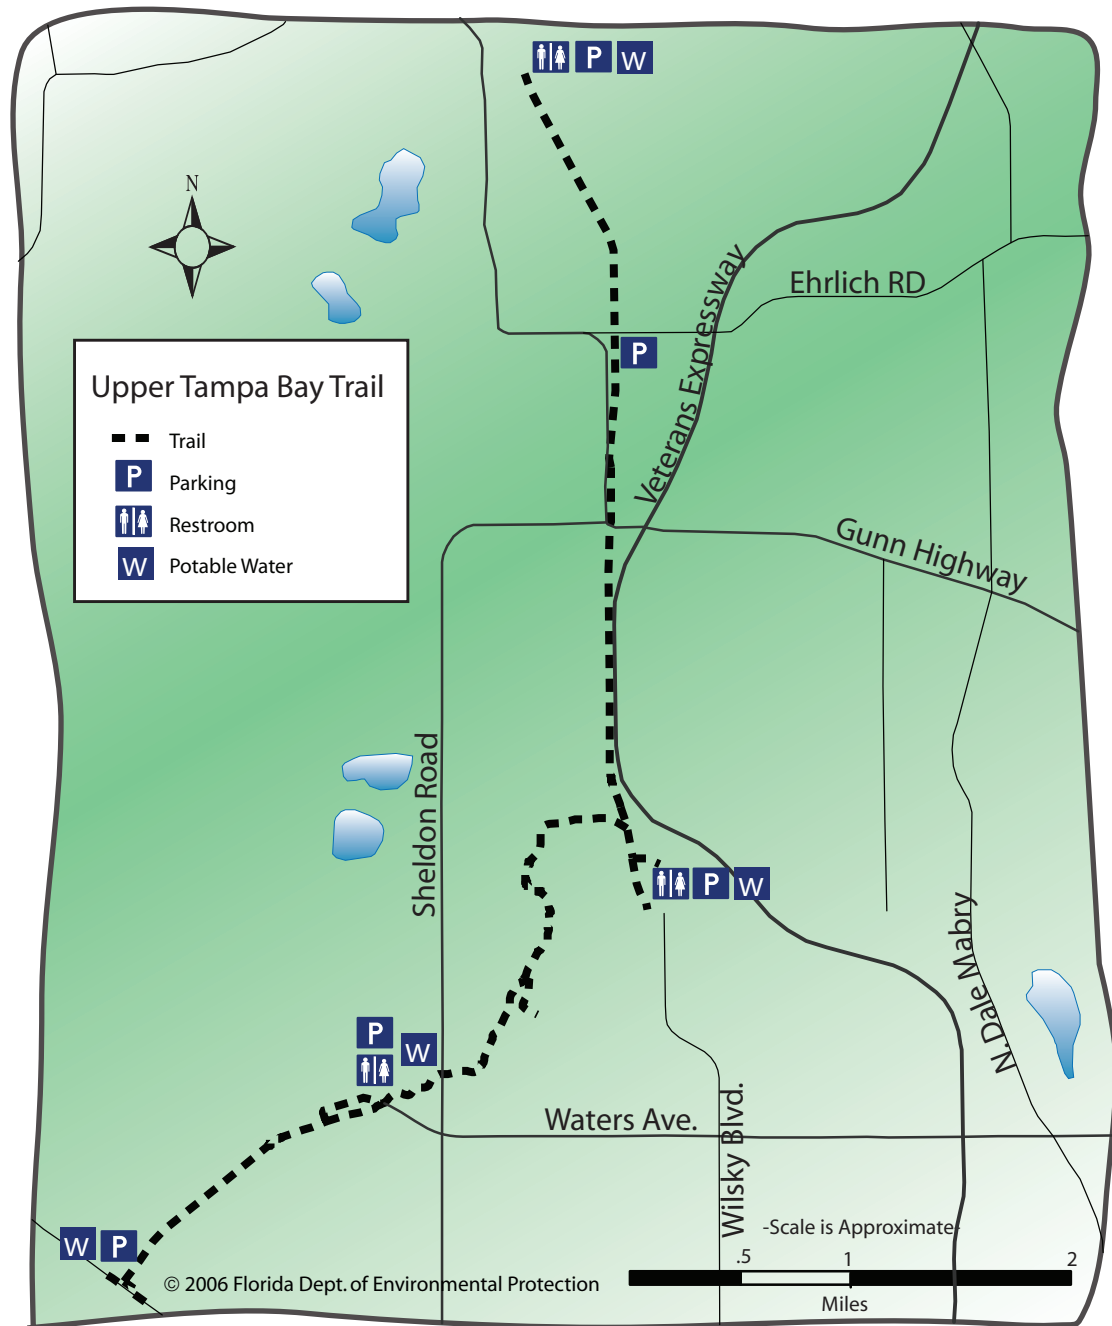 P W
N
Ehrlich RD
Veterans Expressway
P
Upper Tampa Bay Trail
Trail
P Parking
Restroom
W Potable Water
Gunn Highway
Sheldon Road
P W
N. Dale Mabry
P
W
Waters Ave.
Wilsky Blvd.
W P
-Scale is Approximate-
.5 1 2
Miles
© 2006 Florida Dept. of Environmental Protection